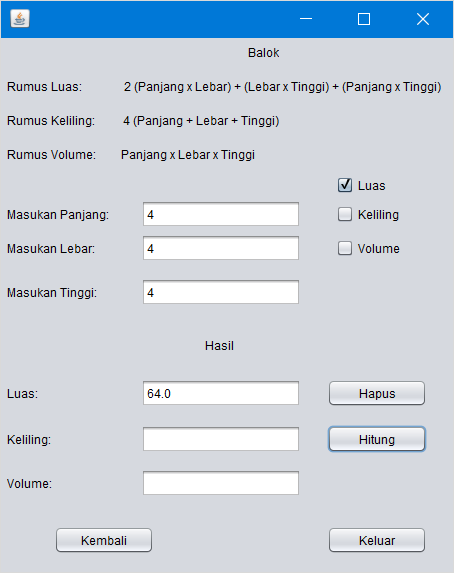 Balok
Rumus Luas: 2 (Panjang x Lebar) + (Lebar x Tinggi) + (Panjang x Tinggi)
Rumus Keliling: 4 (Panjang + Lebar + Tinggi)
Rumus Volume: Panjang x Lebar x Tinggi
Luas
Masukan Panjang: 4 Keliling
Masukan Lebar: 4 Volume
Masukan Tinggi: 4
Hasil
Luas: 64.0 Hapus
Keliling: Hitung
Volume:
Kembali Keluar